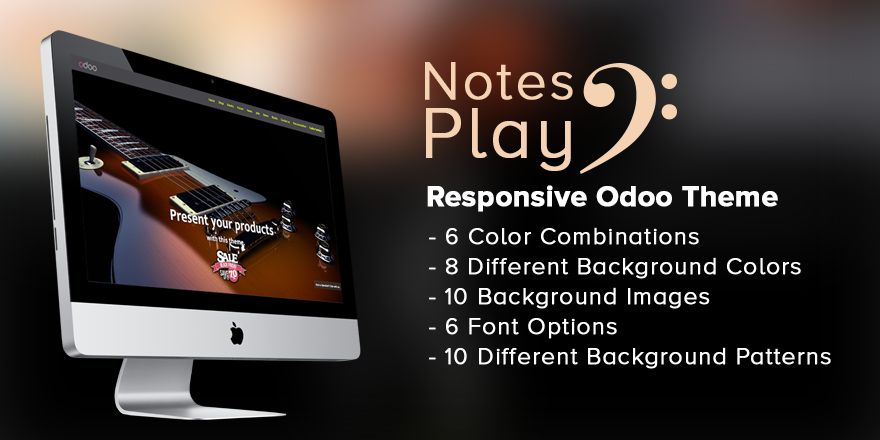 odoo
Present your products
with this theme
SALE
70
Notes
Play
Responsive Odoo Theme
- 6 Color Combinations
- 8 Different Background Colors
- 10 Background Images
- 6 Font Options
- 10 Different Background Patterns